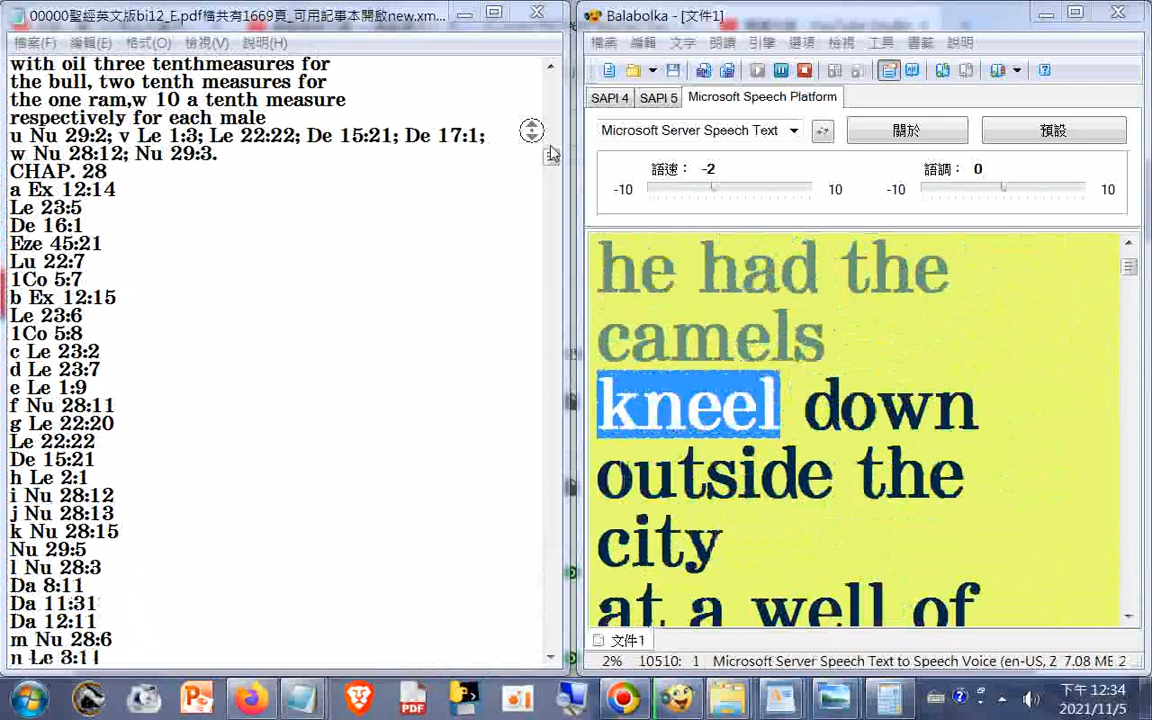 00000聖經英文版bi12_E.pdf檔共有1669頁_可用記事本開啟new.xm...
檔案(F) 編輯(E) 格式(O) 檢視(V) 說明(H)
with oil three tenthmeasures for
the bull, two tenth measures for
the one ram,w 10 a tenth measure
respectively for each male
u Nu 29:2; v Le 1:3; Le 22:22; De 15:21; De 17:1;
w Nu 28:12; Nu 29:3.
CHAP. 28
a Ex 12:14
Le 23:5
De 16:1
Eze 45:21
Lu 22:7
1Co 5:7
b Ex 12:15
Le 23:6
1Co 5:8
c Le 23:2
d Le 23:7
e Le 1:9
f Nu 28:11
g Le 22:20
Le 22:22
De 15:21
h Le 2:1
i Nu 28:12
j Nu 28:13
k Nu 28:15
Nu 29:5
l Nu 28:3
Da 8:11
Da 11:31
Da 12:11
m Nu 28:6
n Le 3:11
Balabolka - [文件1]
檔案 編輯 文字 朗讀 引擎 選項 檢視 工具 書籤 說明
SAPI 4 SAPI 5 Microsoft Speech Platform
Microsoft Server Speech Text 關於 預設
語速： -2 語調： 0
-10 10 -10 10
he had the
camels
kneel down
outside the
city
at a well of
文件1
2% 10510: 1 Microsoft Server Speech Text to Speech Voice (en-US, Z 7.08 MB 2
下午 12:34
2021/11/5